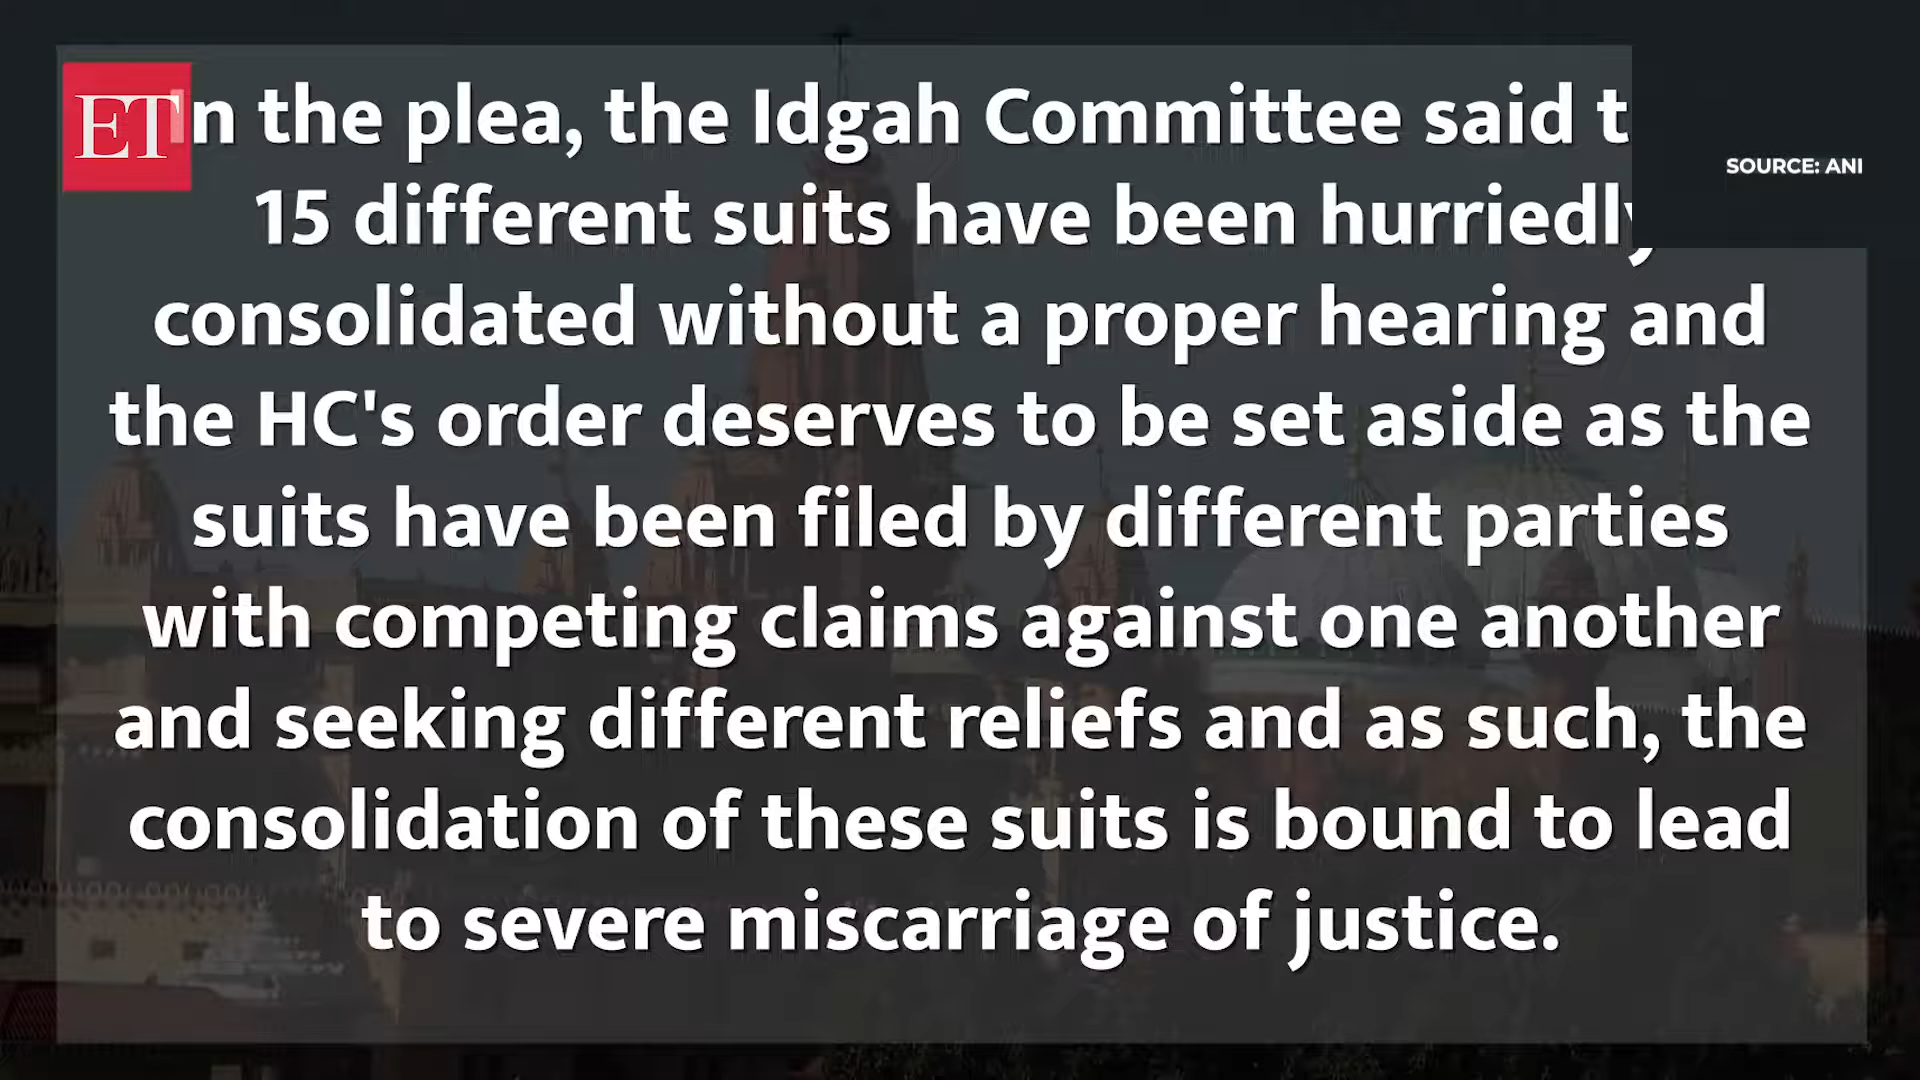 ET
In the plea, the Idgah Committee said t
SOURCE: ANI
15 different suits have been hurriedly
consolidated without a proper hearing and
the HC's order deserves to be set aside as the
suits have been filed by different parties
with competing claims against one another
and seeking different reliefs and as such, the
consolidation of these suits is bound to lead
to severe miscarriage of justice.